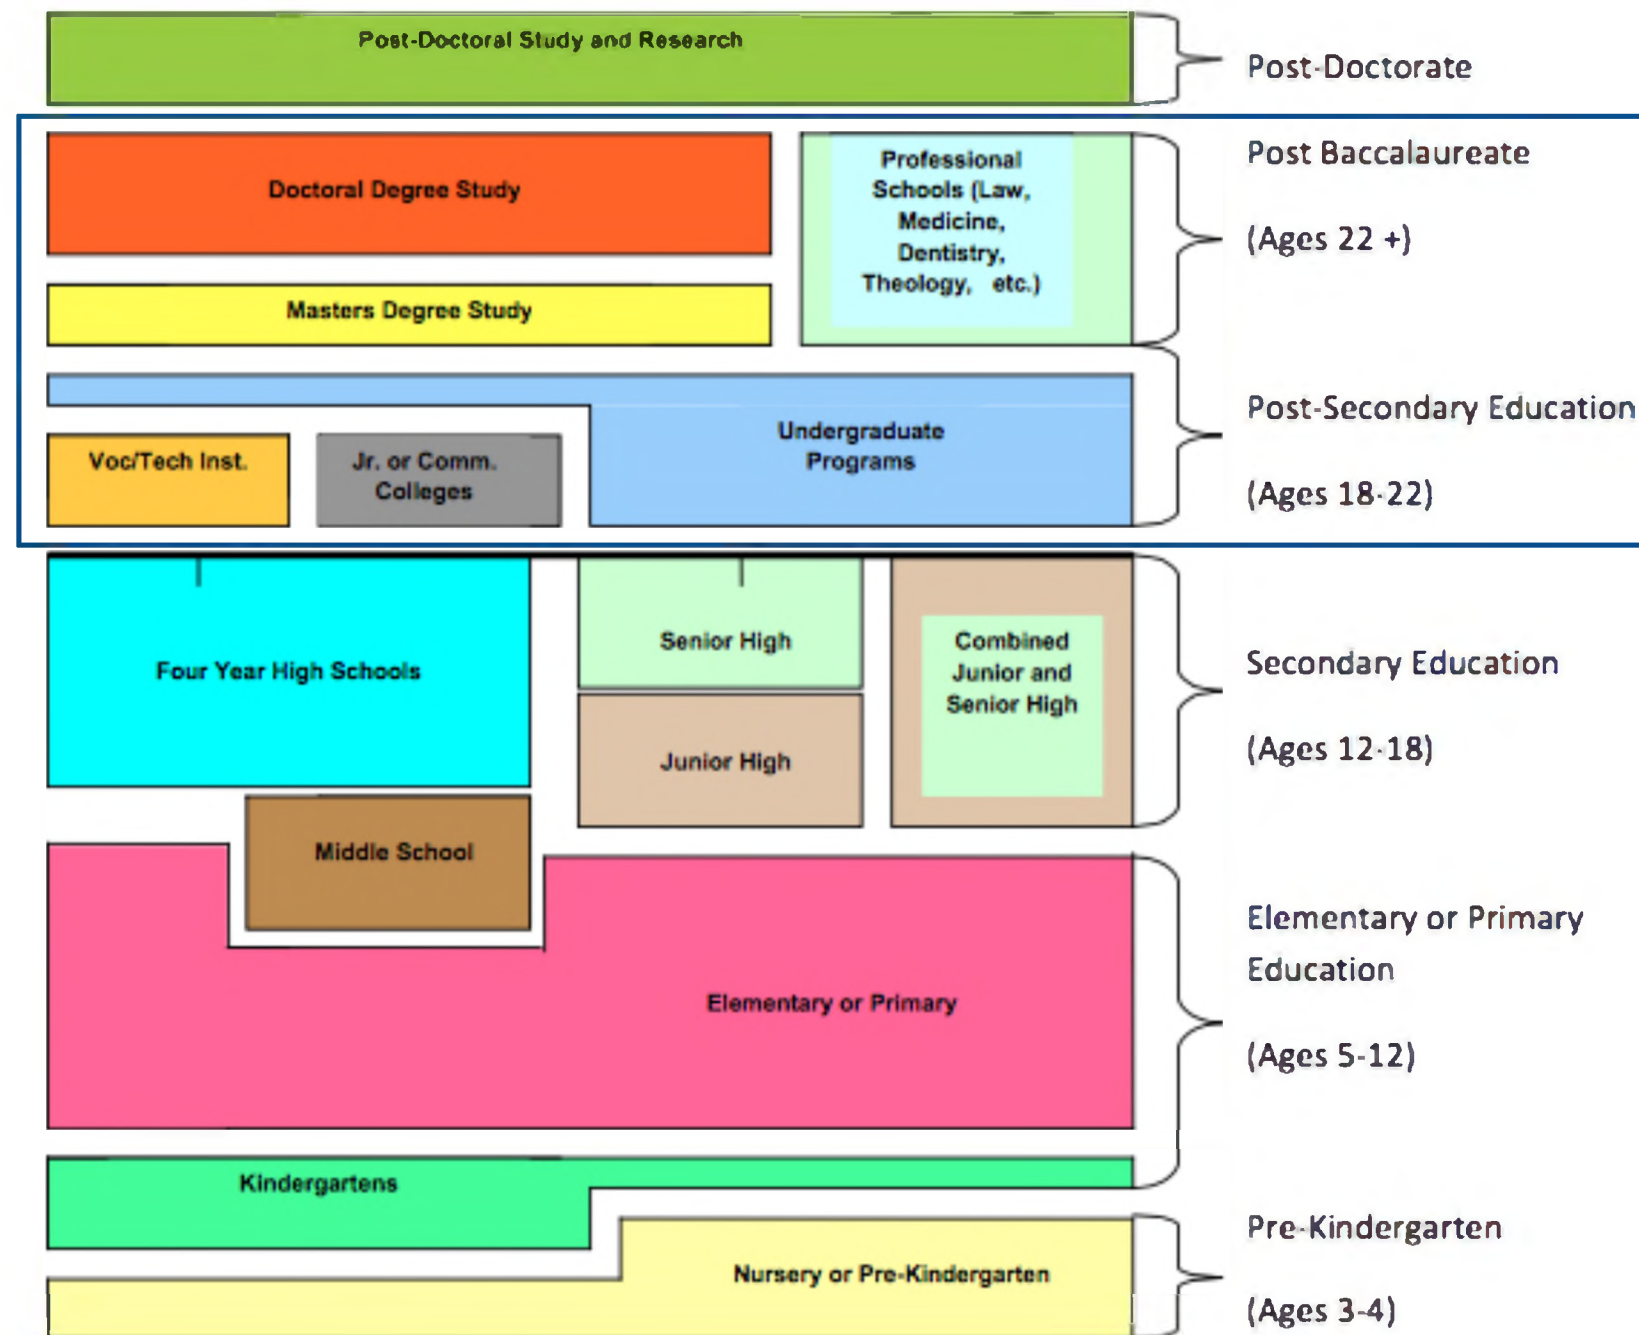 Post-Doctoral Study and Research
Post-Doctorate
Doctoral Degree Study
Professional
Schools (Law,
Medicine,
Dentistry,
Theology, etc.)
Post Baccalaureate
(Ages 22 +)
Masters Degree Study
Undergraduate
Programs
Voc/Tech Inst.
Jr. or Comm.
Colleges
Post-Secondary Education
(Ages 18-22)
Four Year High Schools
Senior High
Junior High
Combined
Junior and
Senior High
Secondary Education
(Ages 12-18)
Middle School
Elementary or Primary
Elementary or Primary
Education
(Ages 5-12)
Kindergartens
Nursery or Pre-Kindergarten
Pre-Kindergarten
(Ages 3-4)